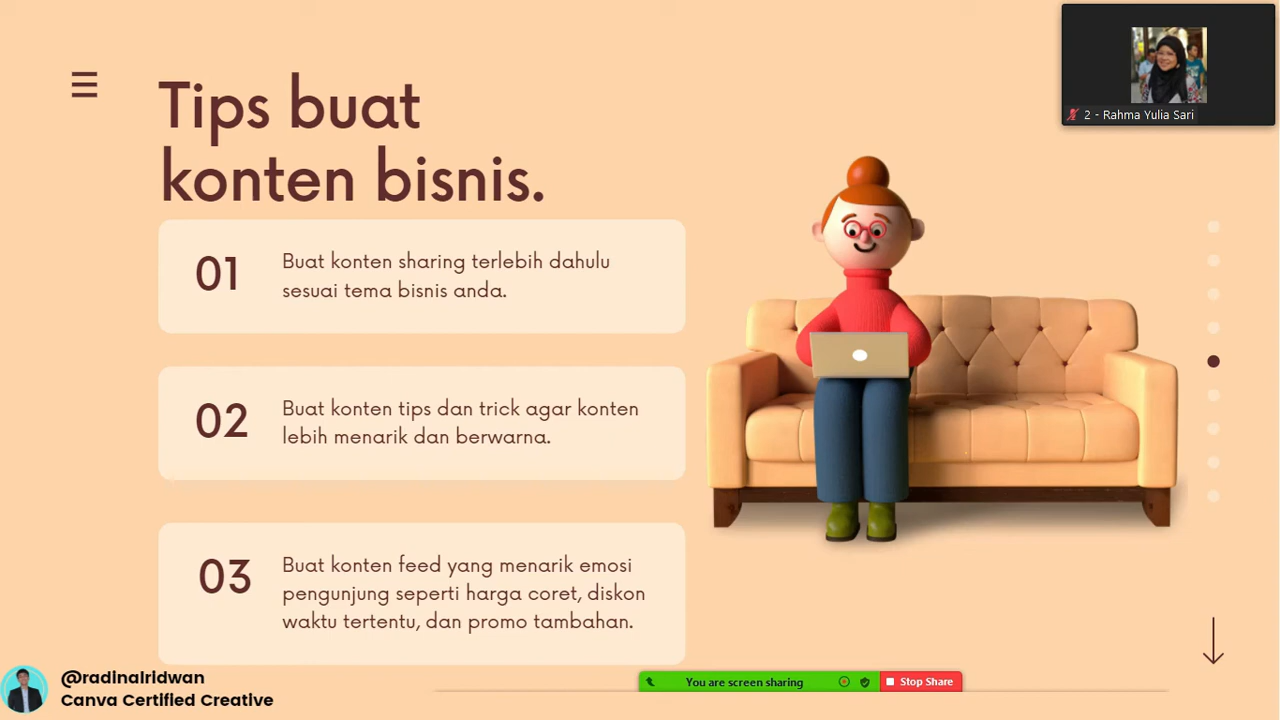 Tips buat
konten bisnis.
01
Buat konten sharing terlebih dahulu
sesuai tema bisnis anda.
02
Buat konten tips dan trick agar konten
lebih menarik dan berwarna.
03
Buat konten feed yang menarik emosi
pengunjung seperti harga coret, diskon
waktu tertentu, dan promo tambahan.
2 - Rahma Yulia Sari
@radinalridwan
Canva Certified Creative
You are screen sharing
Stop Share